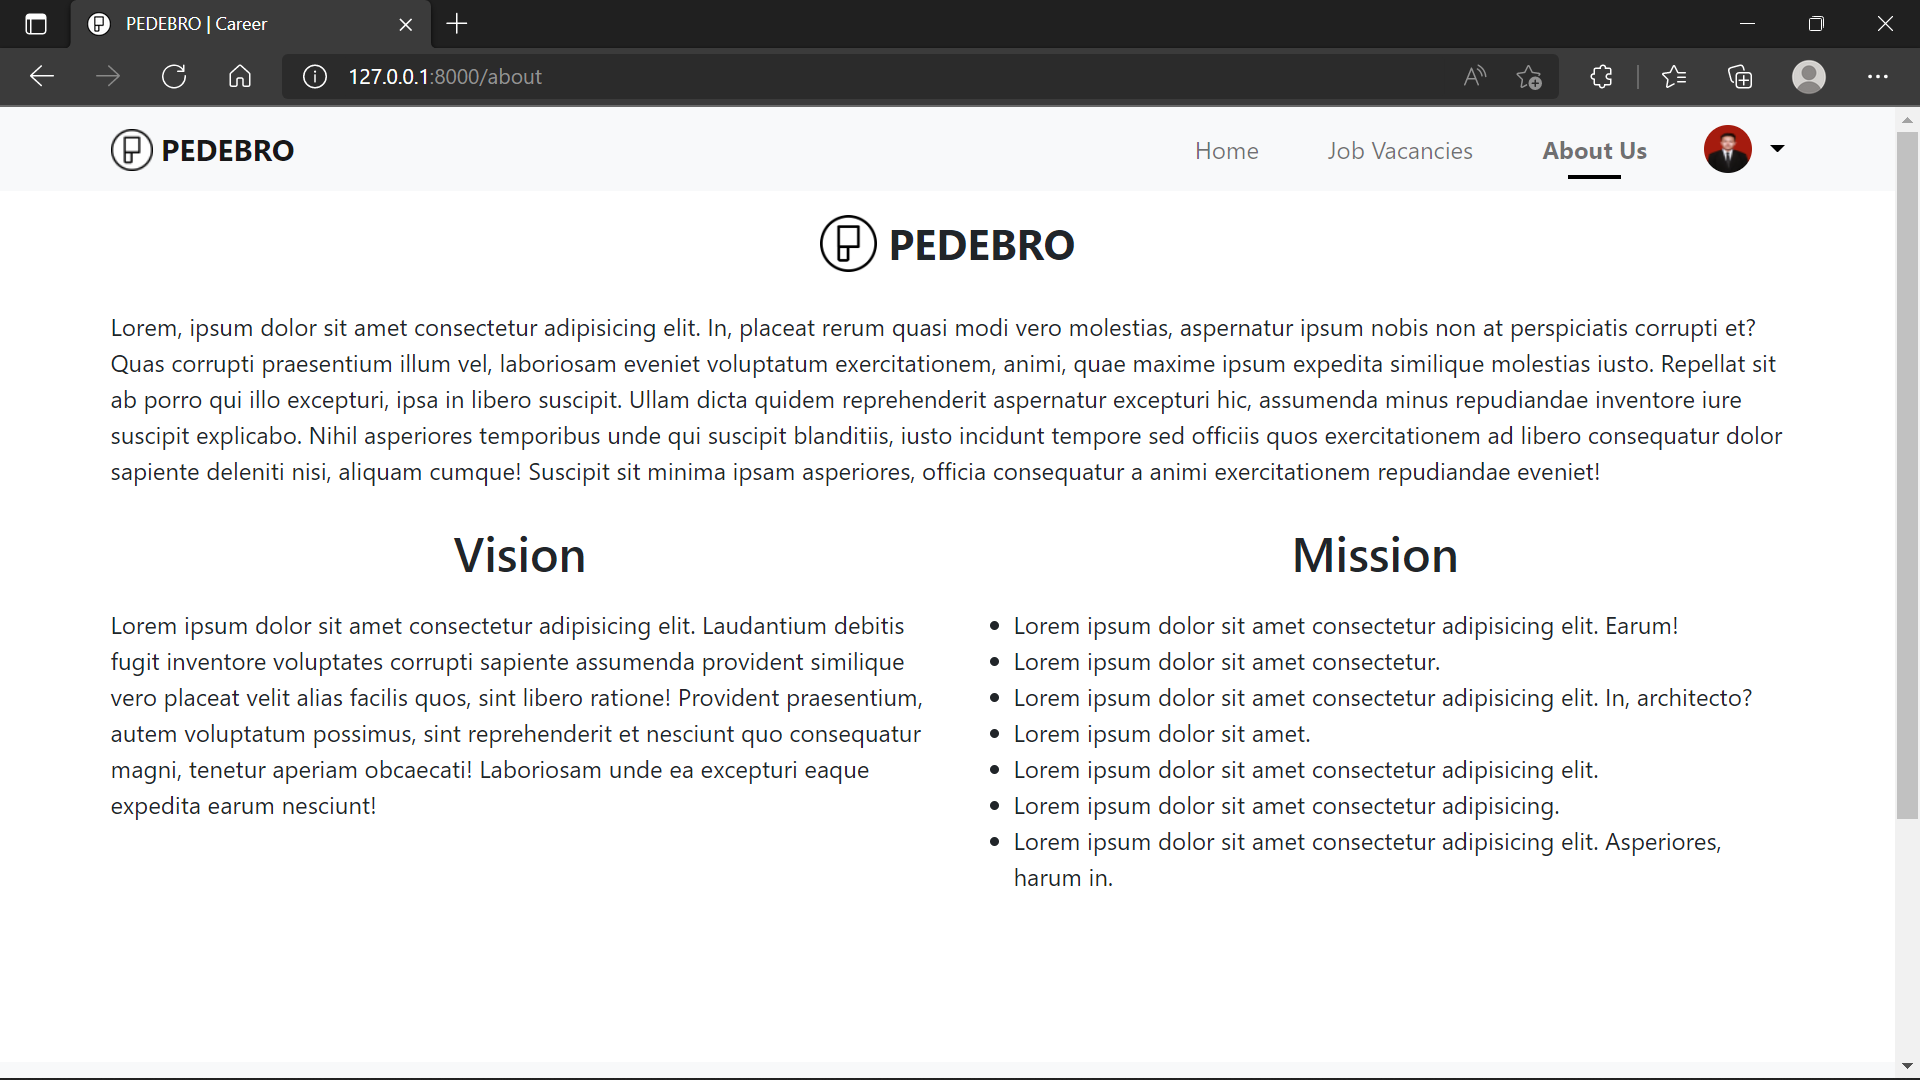 PEDEBRO | Career
127.0.0.1:8000/about
PEDEBRO
Home
Job Vacancies
About Us
PEDEBRO
Lorem, ipsum dolor sit amet consectetur adipisicing elit. In, placeat rerum quasi modi vero molestias, aspernatur ipsum nobis non at perspiciatis corrupti et?
Quas corrupti praesentium illum vel, laboriosam eveniet voluptatum exercitationem, animi, quae maxime ipsum expedita similique molestias iusto. Repellat sit
ab porro qui illo excepturi, ipsa in libero suscipit. Ullam dicta quidem reprehenderit aspernatur excepturi hic, assumenda minus repudiandae inventore iure
suscipit explicabo. Nihil asperiores temporibus unde qui suscipit blanditiis, iusto incidunt tempore sed officiis quos exercitationem ad libero consequatur dolor
sapiente deleniti nisi, aliquam cumque! Suscipit sit minima ipsam asperiores, officia consequatur a animi exercitationem repudiandae eveniet!
Vision
Lorem ipsum dolor sit amet consectetur adipisicing elit. Laudantium debitis
fugit inventore voluptates corrupti sapiente assumenda provident similique
vero placeat velit alias facilis quos, sint libero ratione! Provident praesentium,
autem voluptatum possimus, sint reprehenderit et nesciunt quo consequatur
magni, tenetur aperiam obcaecati! Laboriosam unde ea excepturi eaque
expedita earum nesciunt!
Mission
• Lorem ipsum dolor sit amet consectetur adipisicing elit. Earum!
• Lorem ipsum dolor sit amet consectetur.
• Lorem ipsum dolor sit amet consectetur adipisicing elit. In, architecto?
• Lorem ipsum dolor sit amet.
• Lorem ipsum dolor sit amet consectetur adipisicing elit.
• Lorem ipsum dolor sit amet consectetur adipisicing.
• Lorem ipsum dolor sit amet consectetur adipisicing elit. Asperiores,
harum in.